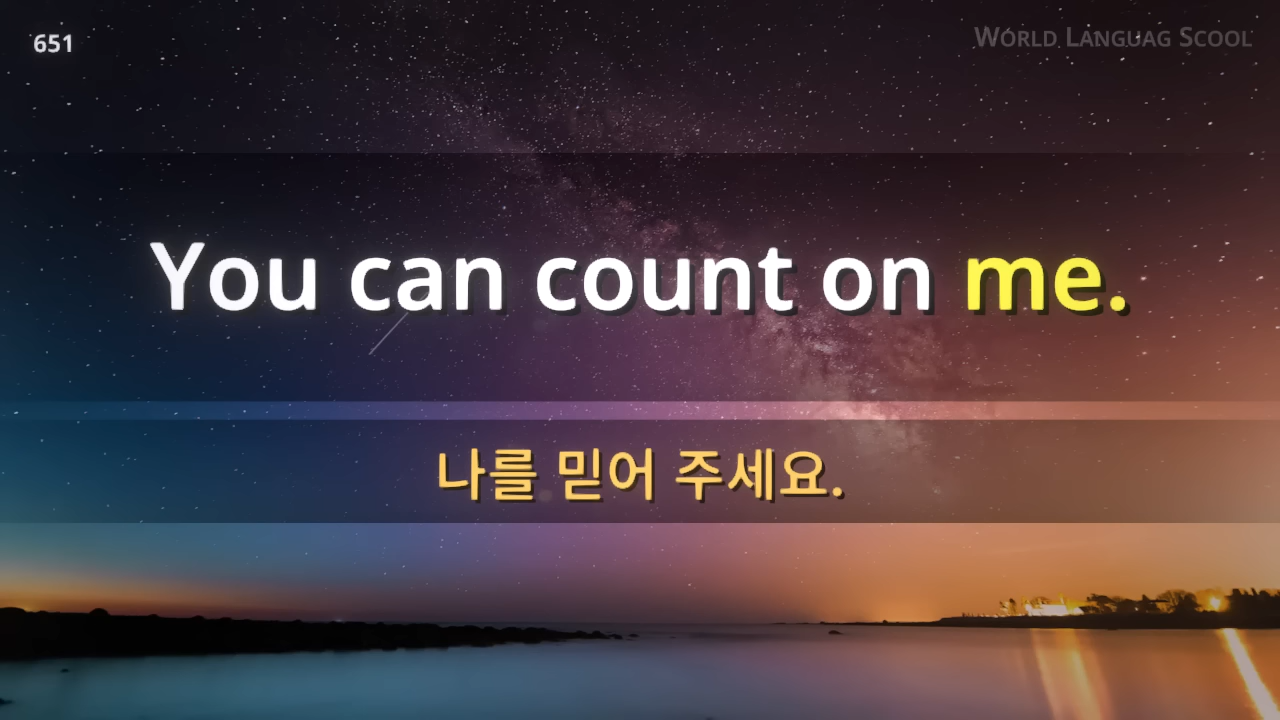 651
World Languag Scool
You can count on me.
나를 믿어 주세요.